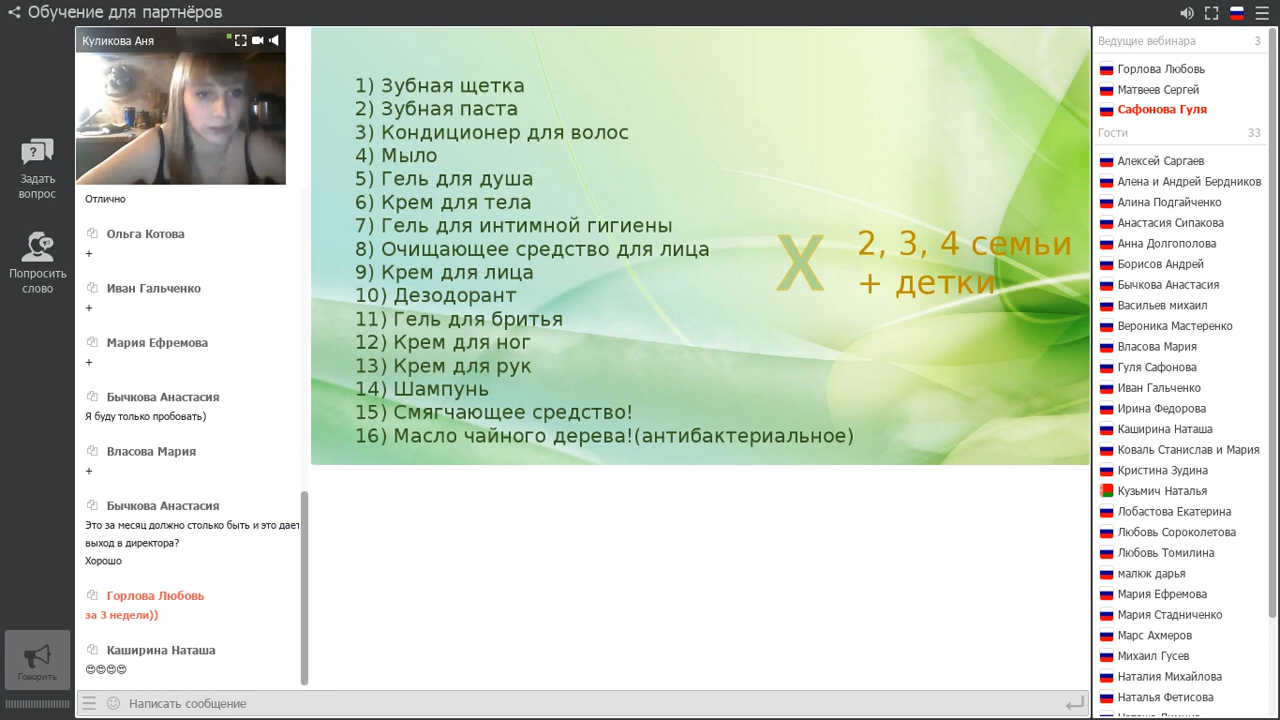 Обучение для партнёров
Задать
вопрос
Попросить
слово
Говорить
Куликова Аня
Отлично
Ольга Котова
+
Иван Гальченко
+
Мария Ефремова
+
Бычкова Анастасия
Я буду только пробовать)
Власова Мария
+
Бычкова Анастасия
Это за месяц должно столько быть и это дает
выход в директора?
Хорошо
Горлова Любовь
за 3 недели))
Каширина Наташа
😍😍😍😍
Написать сообщение
1) Зубная щетка
2) Зубная паста
3) Кондиционер для волос
4) Мыло
5) Гель для душа
6) Крем для тела
7) Гель для интимной гигиены
8) Очищающее средство для лица
9) Крем для лица
10) Дезодорант
11) Гель для бритья
12) Крем для ног
13) Крем для рук
14) Шампунь
15) Смягчающее средство!
16) Масло чайного дерева!(антибактериальное)
X
2, 3, 4 семьи
+ детки
Ведущие вебинара 3
Горлова Любовь
Матвеев Сергей
Сафонова Гуля
Гости 33
Алексей Саргаев
Алена и Андрей Бердников
Алина Подгайченко
Анастасия Сипакова
Анна Долгополова
Борисов Андрей
Бычкова Анастасия
Васильев михаил
Вероника Мастеренко
Власова Мария
Гуля Сафонова
Иван Гальченко
Ирина Федорова
Каширина Наташа
Коваль Станислав и Мария
Кристина Зудина
Кузьмич Наталья
Лобастова Екатерина
Любовь Сороколетова
Любовь Томилина
малюк дарья
Мария Ефремова
Мария Стадниченко
Марс Ахмеров
Михаил Гусев
Наталия Михайлова
Наталья Фетисова